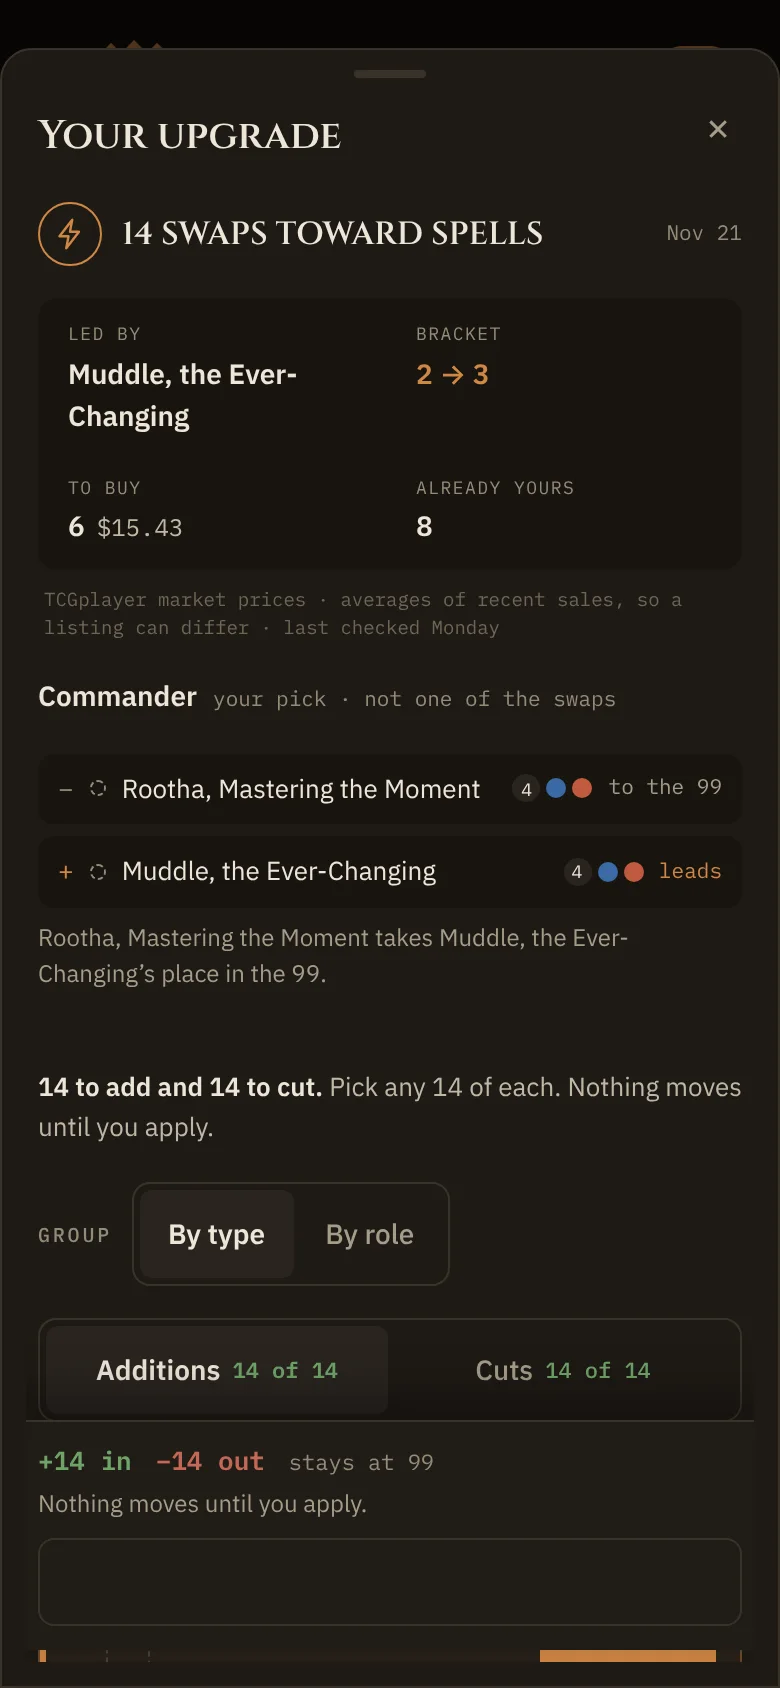 Your upgrade ✕
14 SWAPS TOWARD SPELLS Nov 21
LED BY BRACKET
Muddle, the Ever- 2 → 3
Changing
TO BUY ALREADY YOURS
6 $15.43 8
TCGplayer market prices · averages of recent sales, so a
listing can differ · last checked Monday
Commander your pick · not one of the swaps
− Rootha, Mastering the Moment 4 to the 99
+ Muddle, the Ever-Changing 4 leads
Rootha, Mastering the Moment takes Muddle, the Ever-
Changing’s place in the 99.
14 to add and 14 to cut. Pick any 14 of each. Nothing moves
until you apply.
GROUP By type By role
Additions 14 of 14 Cuts 14 of 14
+14 in −14 out stays at 99
Nothing moves until you apply.